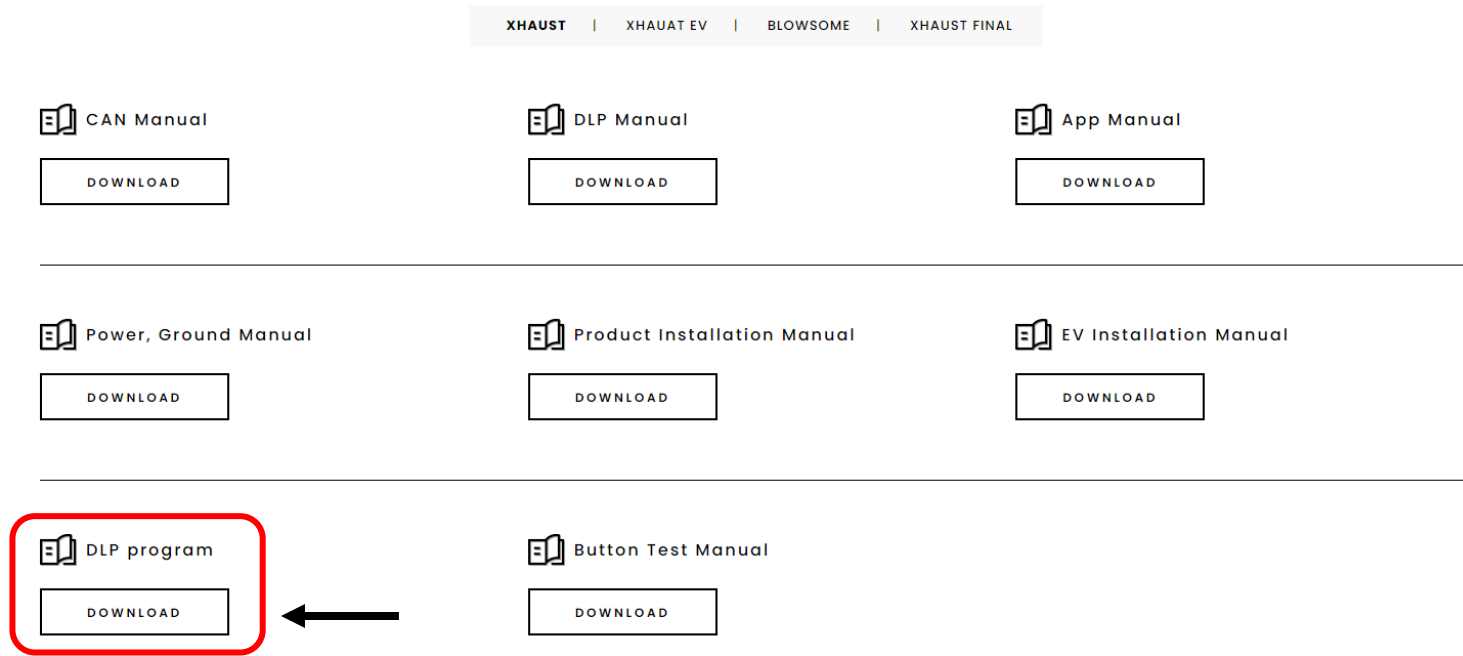 XHAUST | XHAUAT EV | BLOWSOME | XHAUST FINAL
CAN Manual
DOWNLOAD
DLP Manual
DOWNLOAD
App Manual
DOWNLOAD
Power, Ground Manual
DOWNLOAD
Product Installation Manual
DOWNLOAD
EV Installation Manual
DOWNLOAD
DLP program
DOWNLOAD
Button Test Manual
DOWNLOAD